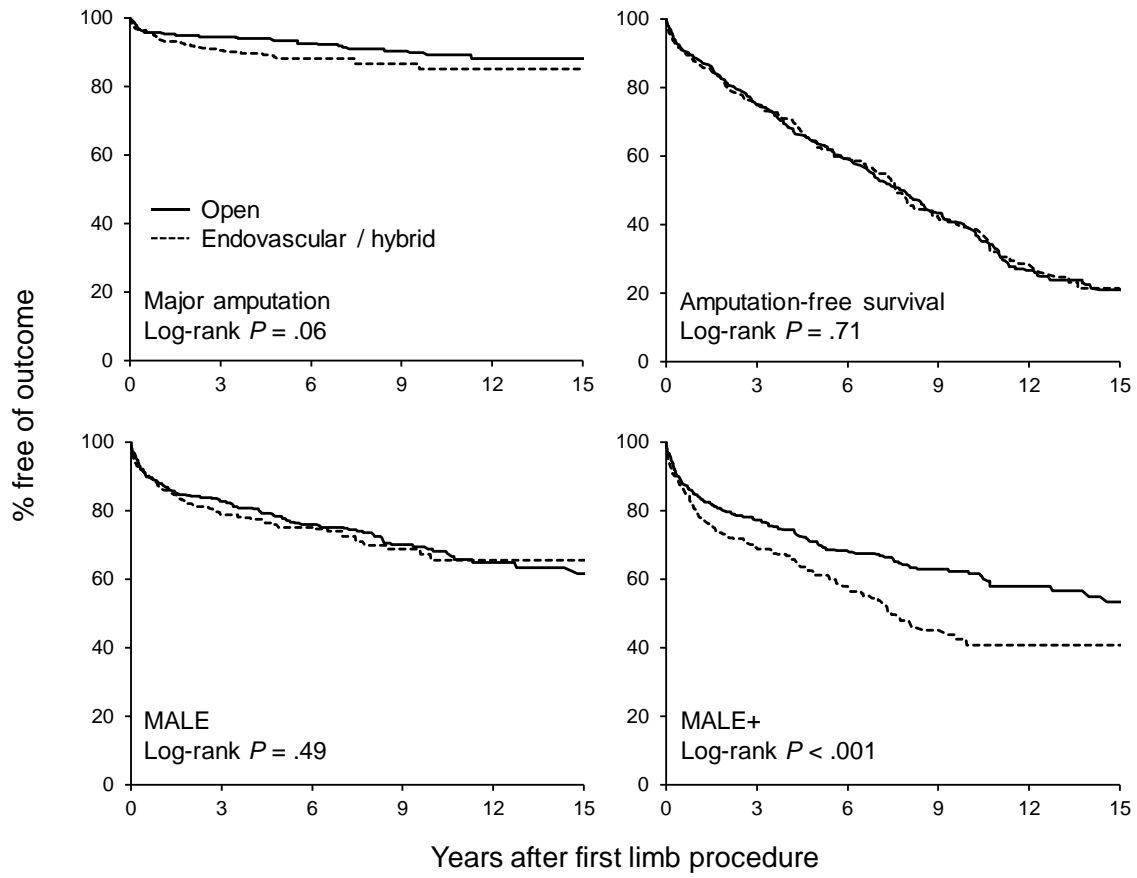 % free of outcome
100
80
60
40
20
0
Open
Endovascular / hybrid
Major amputation
Log-rank P = .06
0 3 6 9 12 15
100
80
60
40
20
0
Amputation-free survival
Log-rank P = .71
0 3 6 9 12 15
100
80
60
40
20
0
MALE
Log-rank P = .49
0 3 6 9 12 15
100
80
60
40
20
0
MALE+
Log-rank P < .001
0 3 6 9 12 15
Years after first limb procedure